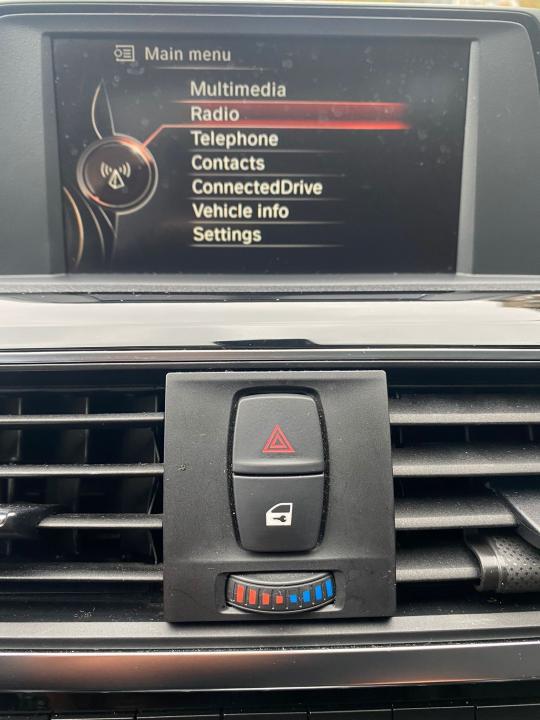 Main menu
Multimedia
Radio
Telephone
Contacts
ConnectedDrive
Vehicle info
Settings